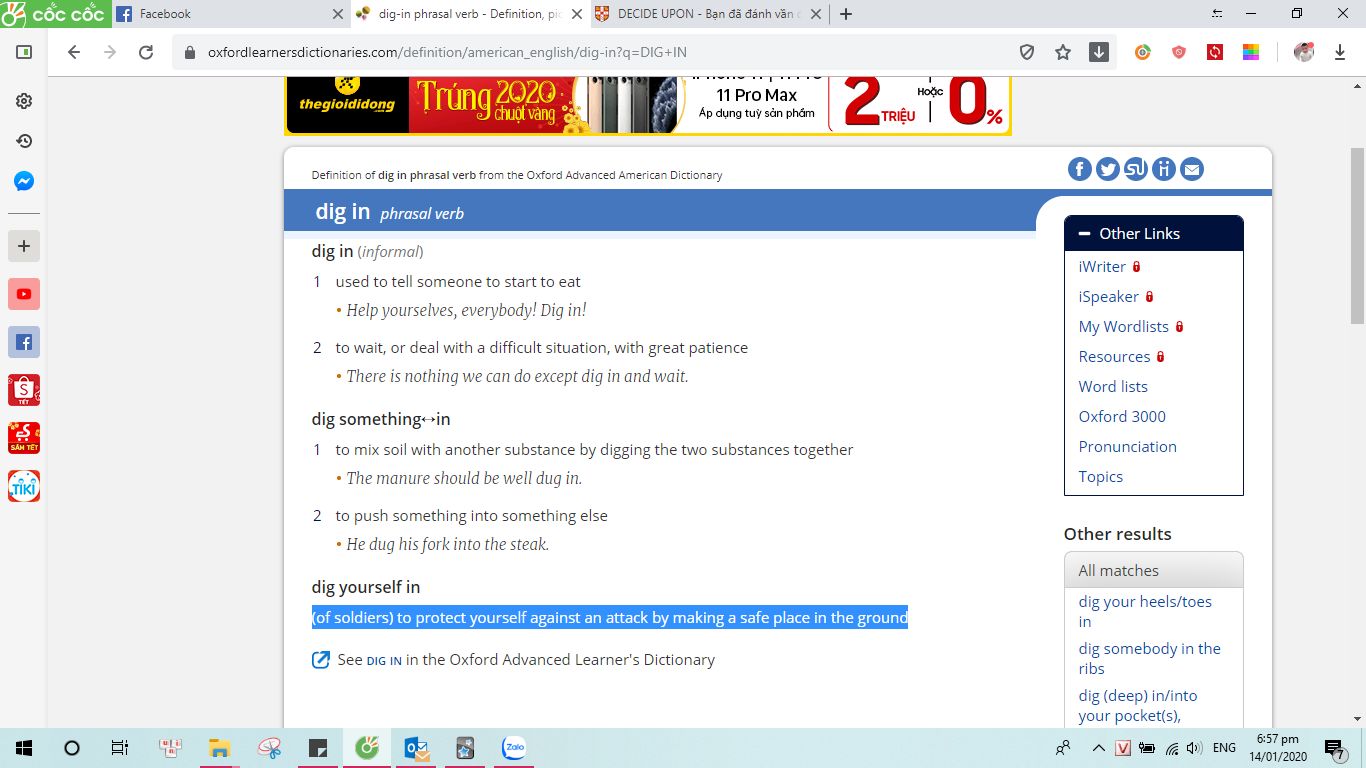 cốc cốc
Facebook
dig-in phrasal verb - Definition, pic
DECIDE UPON - Bạn đã đánh vần
oxfordlearnersdictionaries.com/definition/american_english/dig-in?q=DIG+IN
thegioididong
.com
Trúng 2020
chuột vàng
11 Pro Max
Áp dụng tuỳ sản phẩm
2 TRIỆU
HOẶC
0%
Definition of dig in phrasal verb from the Oxford Advanced American Dictionary
dig in phrasal verb
dig in (informal)
1 used to tell someone to start to eat
• Help yourselves, everybody! Dig in!
2 to wait, or deal with a difficult situation, with great patience
• There is nothing we can do except dig in and wait.
dig something↔in
1 to mix soil with another substance by digging the two substances together
• The manure should be well dug in.
2 to push something into something else
• He dug his fork into the steak.
dig yourself in
(of soldiers) to protect yourself against an attack by making a safe place in the ground
See DIG IN in the Oxford Advanced Learner's Dictionary
Other Links
iWriter
iSpeaker
My Wordlists
Resources
Word lists
Oxford 3000
Pronunciation
Topics
Other results
All matches
dig your heels/toes
in
dig somebody in the
ribs
dig (deep) in/into
your pocket(s),
TẾT
SẮM TẾT
TIKI
Zalo
ENG
6:57 pm
14/01/2020
7